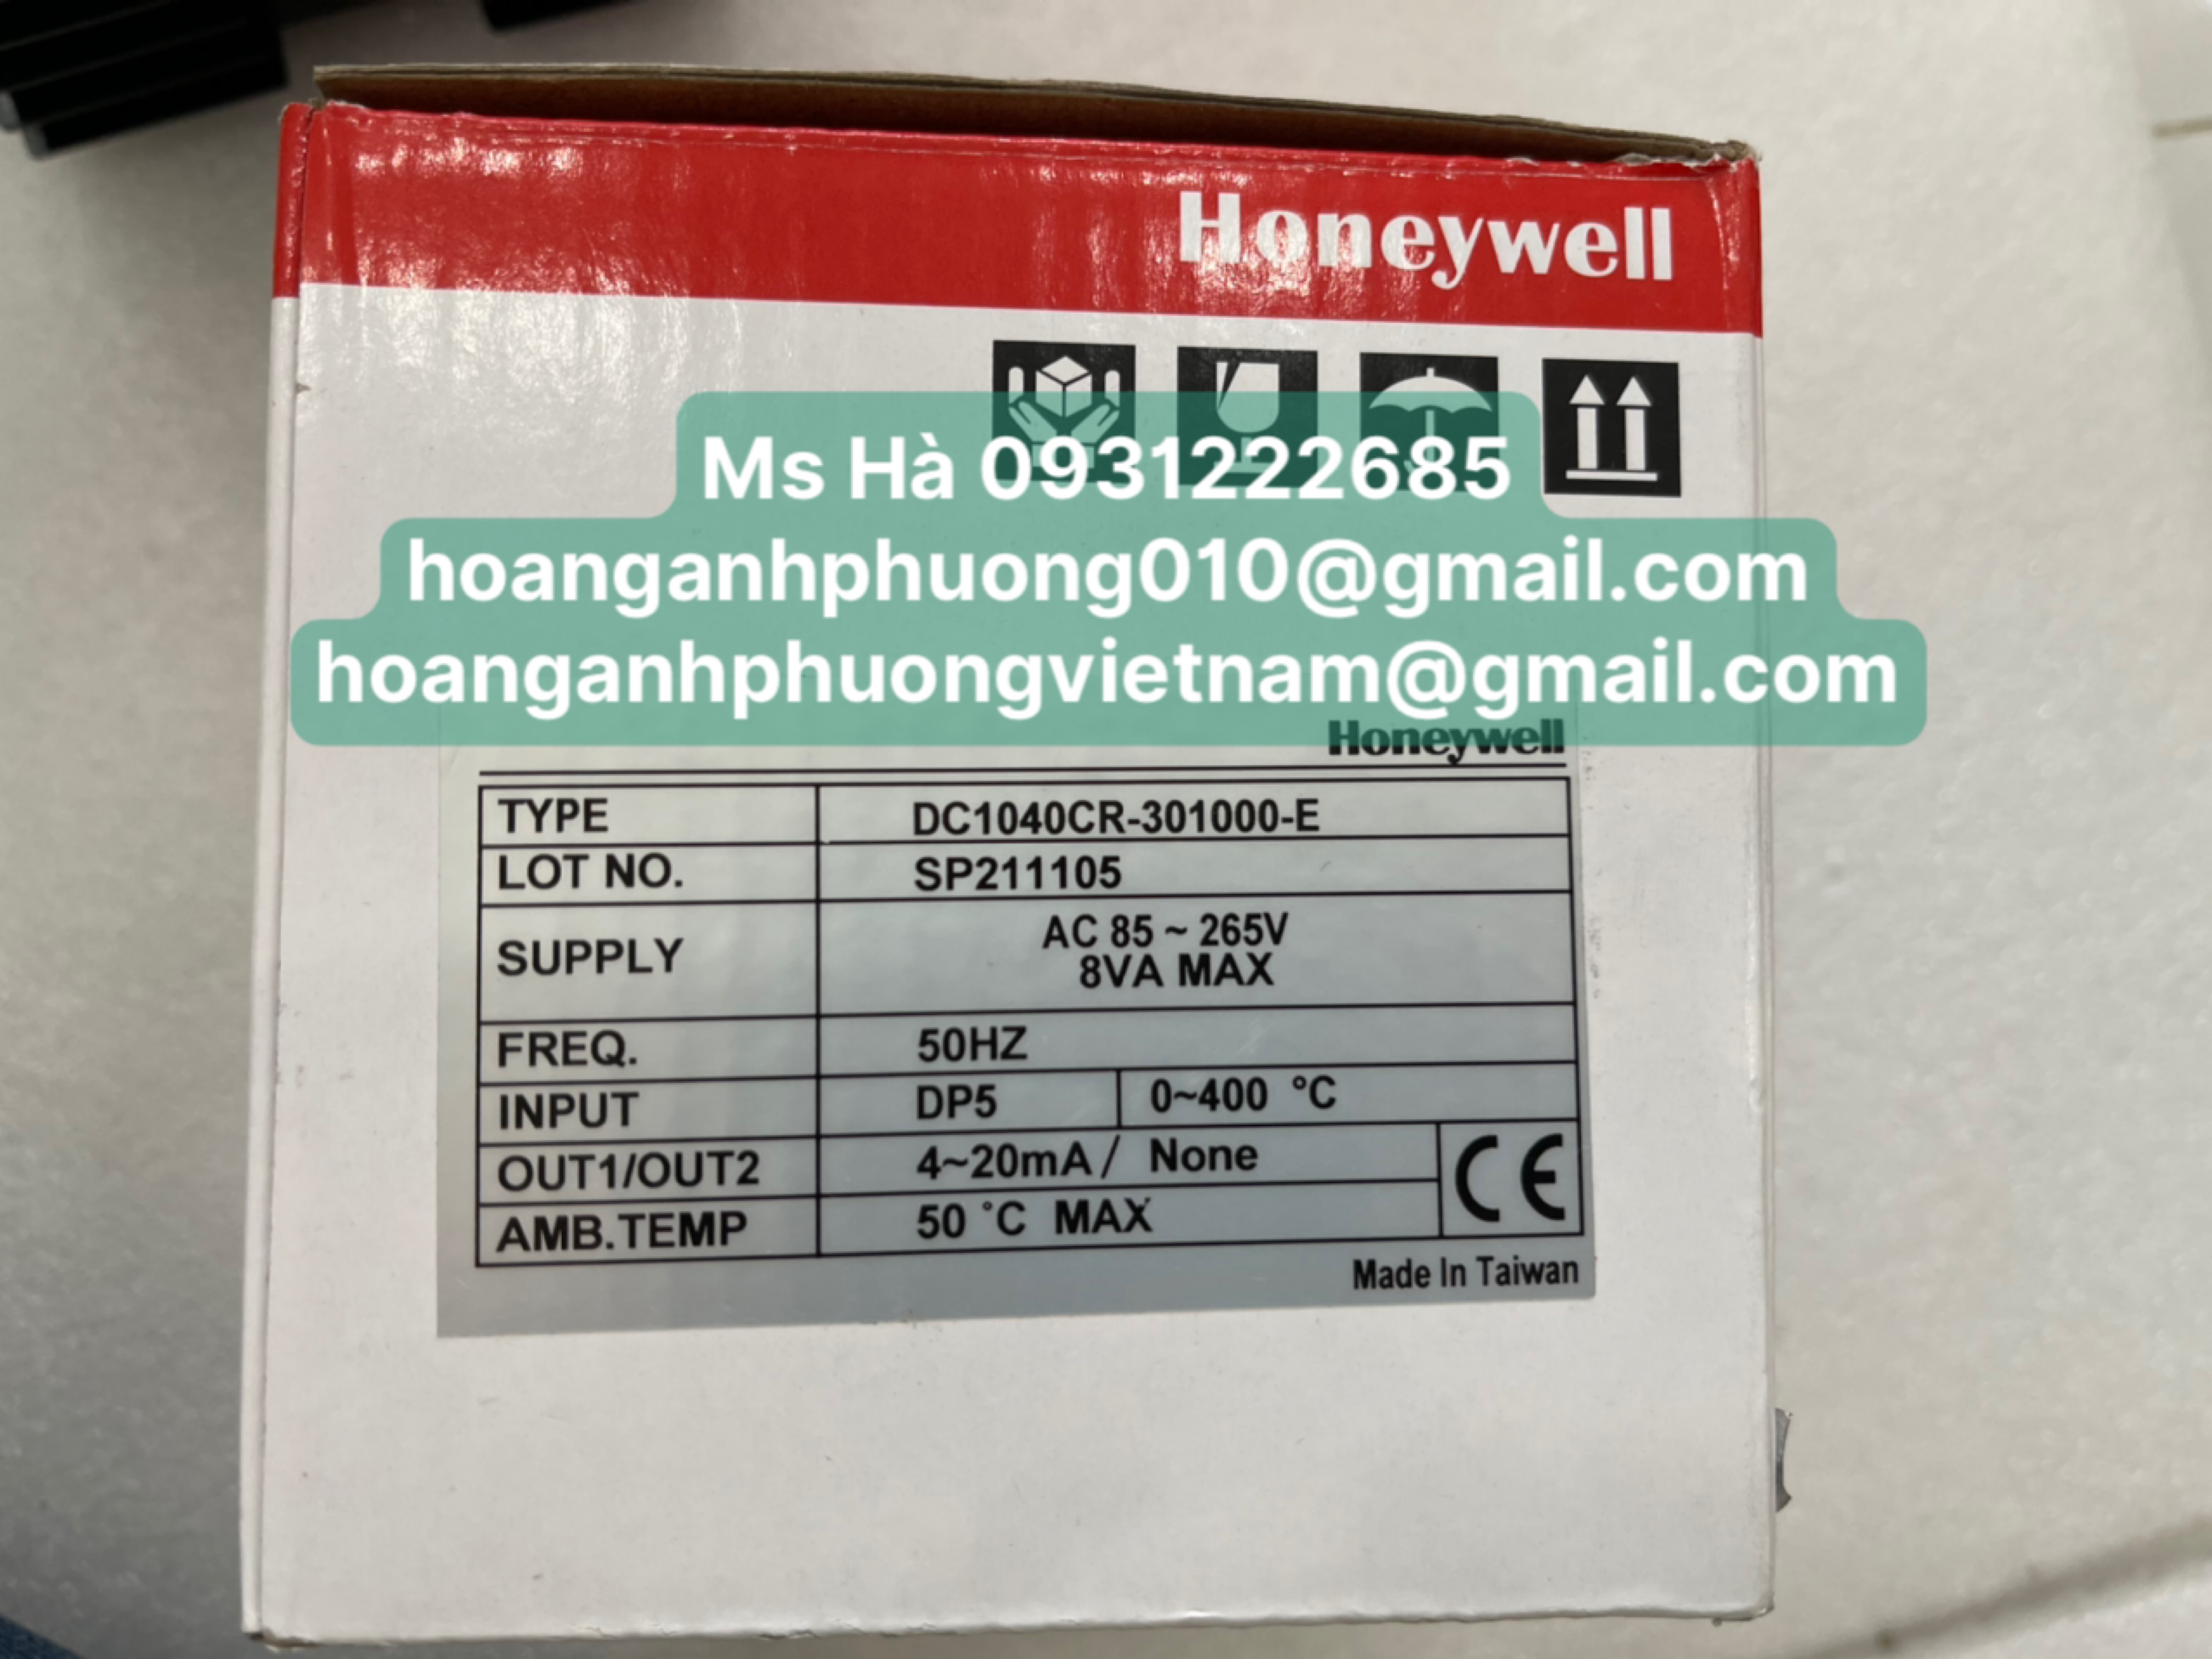 Honeywell
Ms Hà 0931222685
hoanganhphuong010@gmail.com
hoanganhphuongvietnam@gmail.com
Honeywell
TYPE DC1040CR-301000-E
LOT NO. SP211105
SUPPLY AC 85 ~ 265V
8VA MAX
FREQ. 50HZ
INPUT DP5 0~400 °C
OUT1/OUT2 4~20mA / None
AMB.TEMP 50 °C MAX
CE
Made In Taiwan